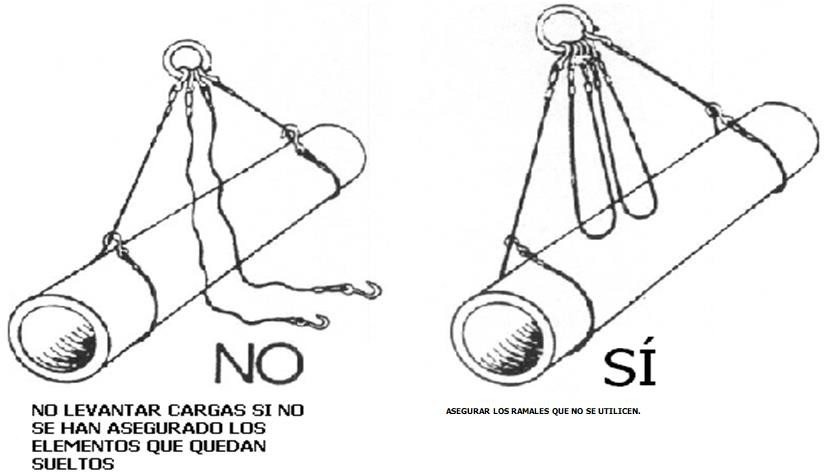 NO
NO LEVANTAR CARGAS SI NO
SE HAN ASEGURADO LOS
ELEMENTOS QUE QUEDAN
SUELTOS
SÍ
ASEGURAR LOS RAMALES QUE NO SE UTILICEN.